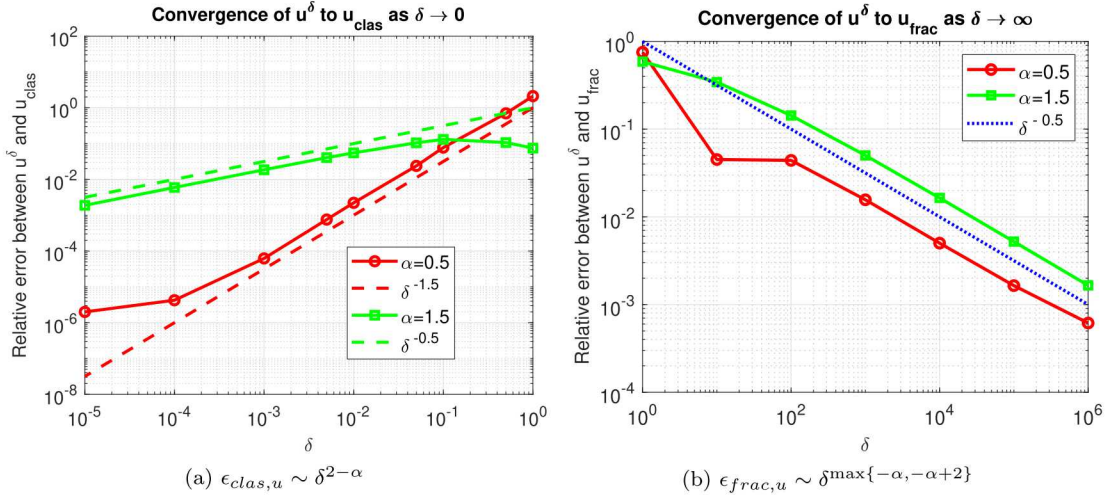 Convergence of u^δ to u_clas as δ → 0
Relative error between u^δ and u_clas
10^2
10^0
10^-2
10^-4
10^-6
10^-8
α=0.5
δ^-1.5
α=1.5
δ^-0.5
10^-5
10^-4
10^-3
10^-2
10^-1
10^0
δ
(a) ϵ_clas,u ∼ δ^2−α
Convergence of u^δ to u_frac as δ → ∞
Relative error between u^δ and u_frac
10^0
10^-1
10^-2
10^-3
10^-4
α=0.5
α=1.5
δ^-0.5
10^0
10^2
10^4
10^6
δ
(b) ϵ_frac,u ∼ δ^max{−α,−α+2}